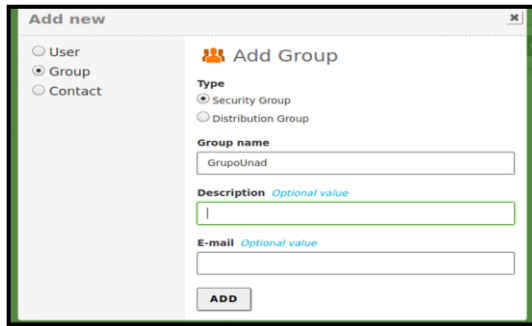 Add new
User
Group
Contact
Add Group
Type
Security Group
Distribution Group
Group name
GrupoUnad
Description Optional value
E-mail Optional value
ADD